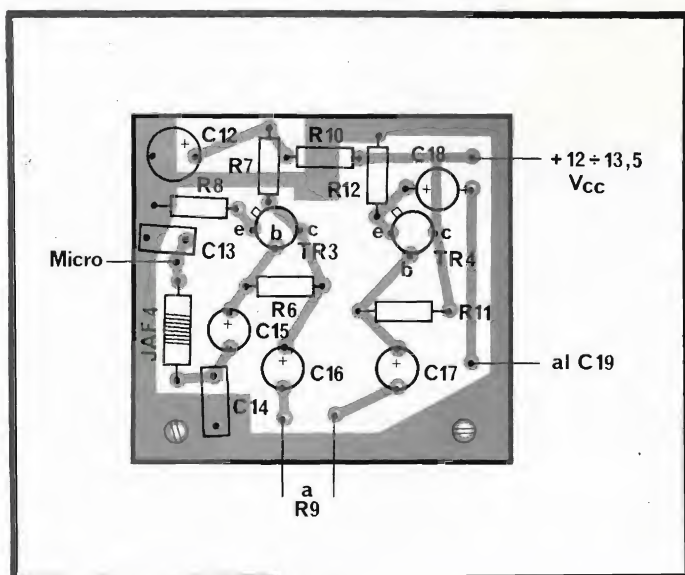 C12
R10
R7
C18
+ 12 ÷ 13,5
Vcc
R12
R8
e
b
c
e
c
C13
TR3
b
TR4
Micro
R6
R11
JAF4
C15
C16
C17
al C19
C14
a
R9